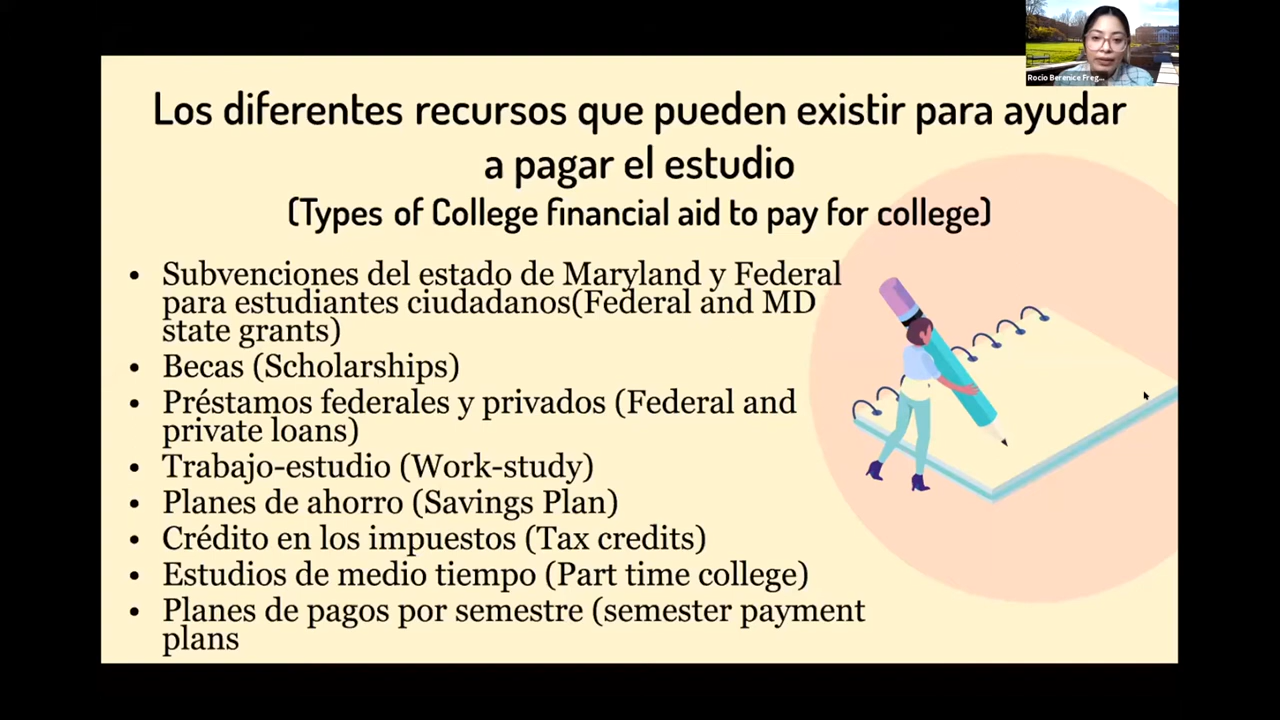 Rocio Berenice Freg...
Los diferentes recursos que pueden existir para ayudar
a pagar el estudio
(Types of College financial aid to pay for college)
• Subvenciones del estado de Maryland y Federal
para estudiantes ciudadanos(Federal and MD
state grants)
• Becas (Scholarships)
• Préstamos federales y privados (Federal and
private loans)
• Trabajo-estudio (Work-study)
• Planes de ahorro (Savings Plan)
• Crédito en los impuestos (Tax credits)
• Estudios de medio tiempo (Part time college)
• Planes de pagos por semestre (semester payment
plans